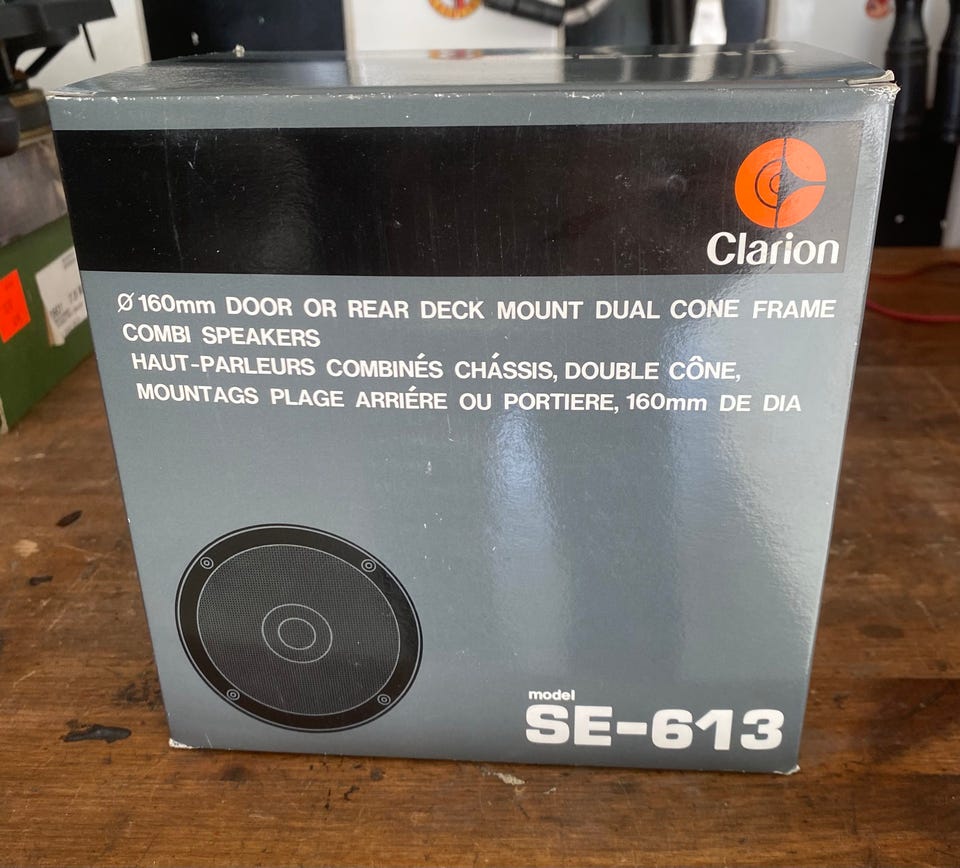 Clarion
Ø 160mm DOOR OR REAR DECK MOUNT DUAL CONE FRAME
COMBI SPEAKERS
HAUT-PARLEURS COMBINÉS CHÁSSIS, DOUBLE CÔNE,
MOUNTAGS PLAGE ARRIÉRE OU PORTIERE, 160mm DE DIA
model
SE-613